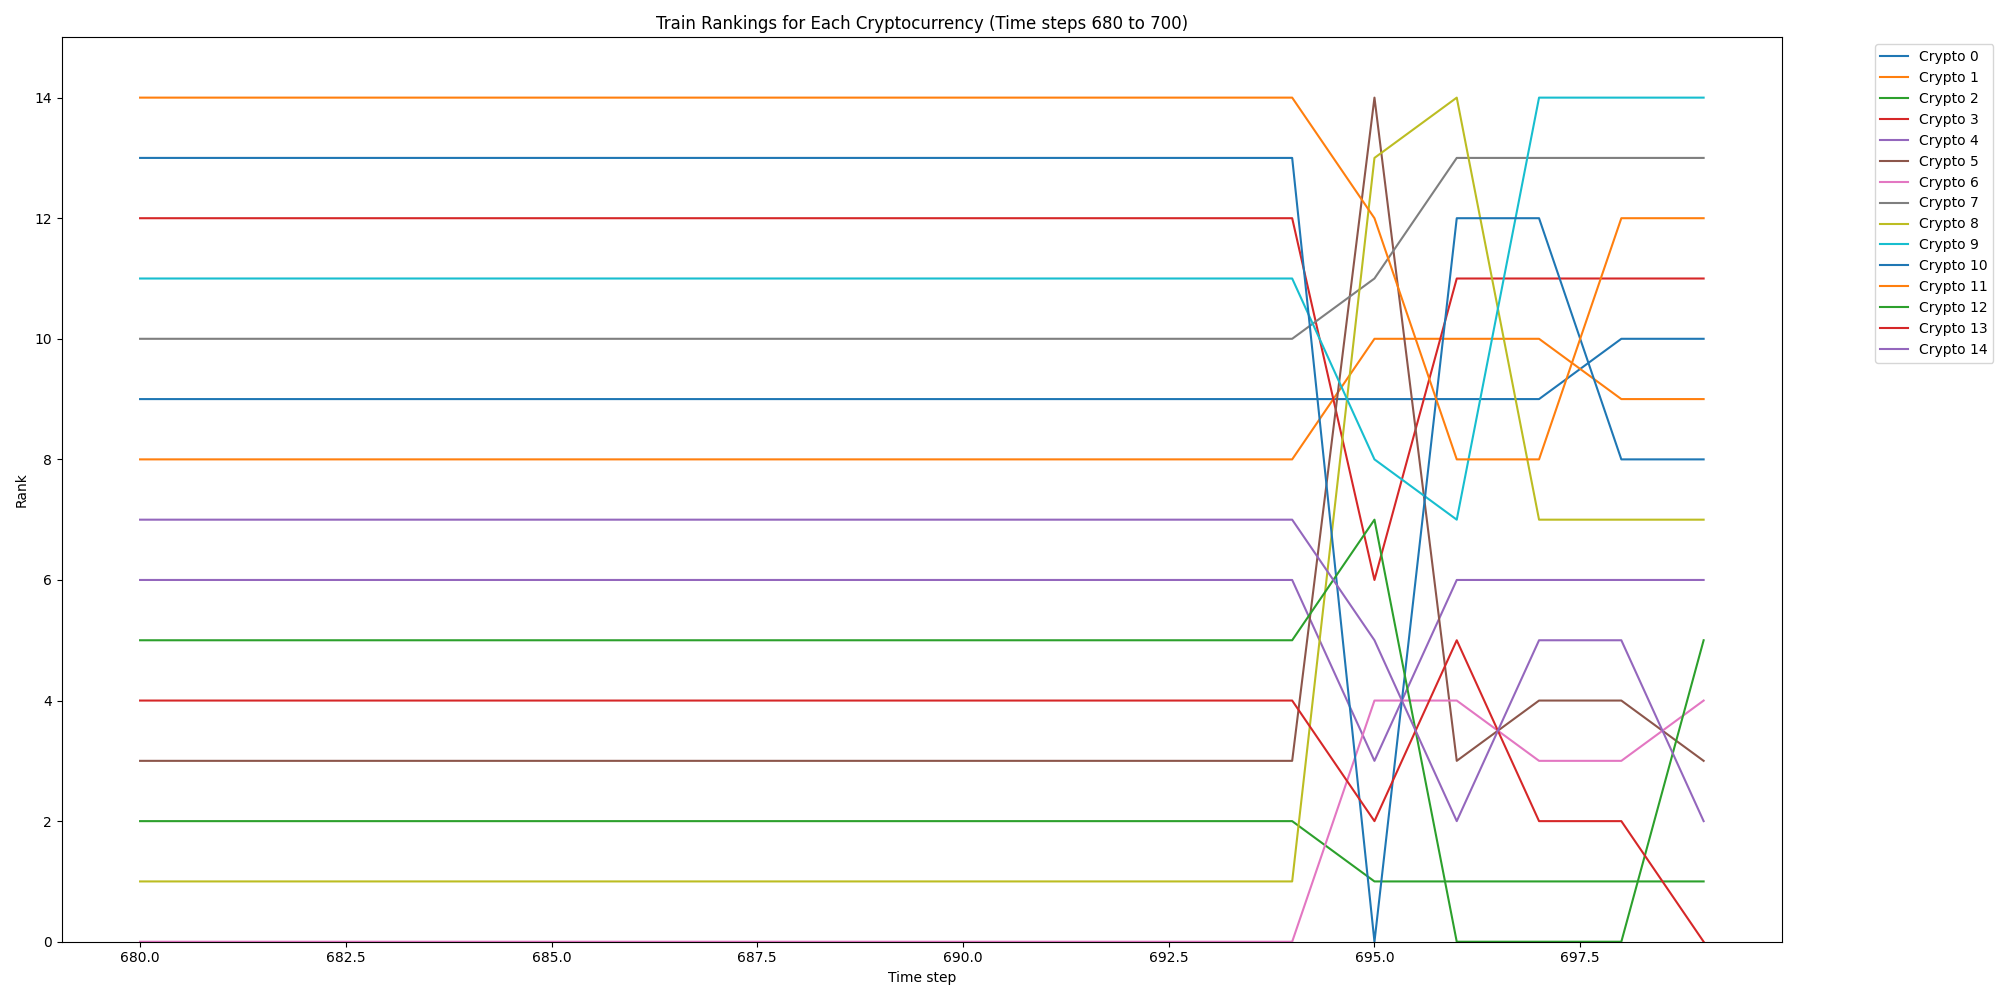 Train Rankings for Each Cryptocurrency (Time steps 680 to 700)
Rank
14
12
10
8
6
4
2
0
680.0 682.5 685.0 687.5 690.0 692.5 695.0 697.5
Time step
Crypto 0
Crypto 1
Crypto 2
Crypto 3
Crypto 4
Crypto 5
Crypto 6
Crypto 7
Crypto 8
Crypto 9
Crypto 10
Crypto 11
Crypto 12
Crypto 13
Crypto 14